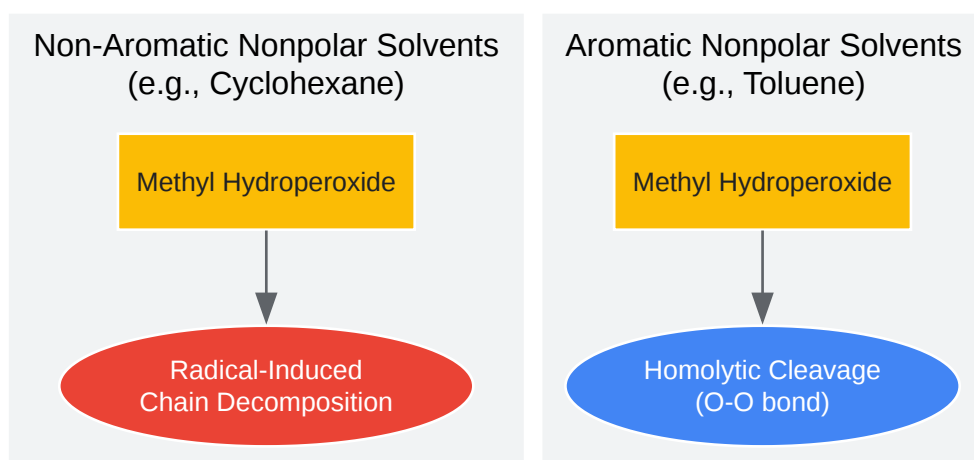 Non-Aromatic Nonpolar Solvents
(e.g., Cyclohexane)
Methyl Hydroperoxide
Radical-Induced
Chain Decomposition
Aromatic Nonpolar Solvents
(e.g., Toluene)
Methyl Hydroperoxide
Homolytic Cleavage
(O-O bond)